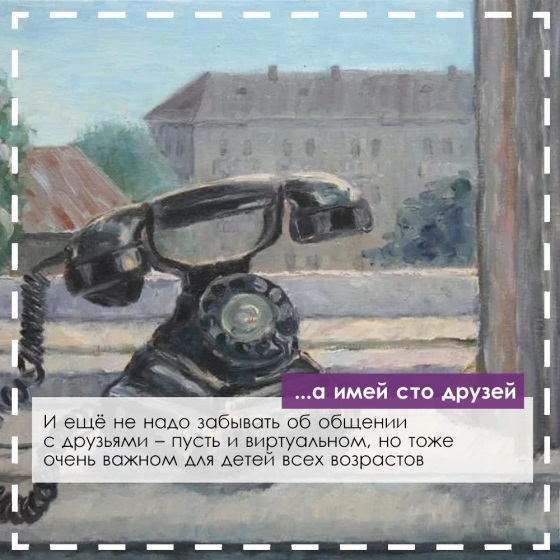 ...а имей сто друзей
И ещё не надо забывать об общении
с друзьями – пусть и виртуальном, но тоже
очень важном для детей всех возрастов